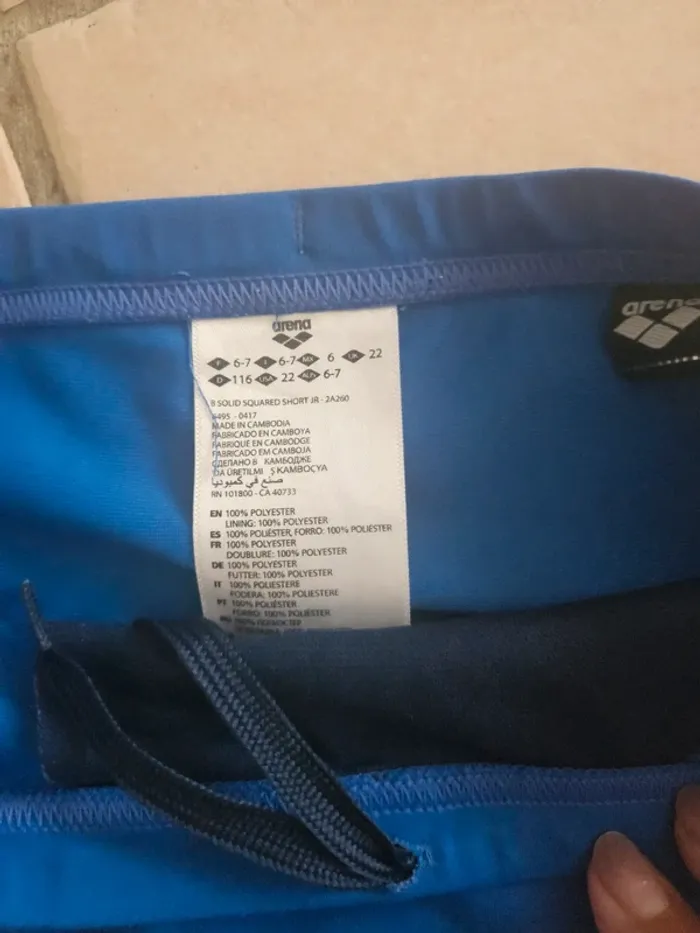 arena
F 6-7 I 6-7 MX 6 UK 22
D 116 USA 22 AUS 6-7
B SOLID SQUARED SHORT JR - 2A260
- 0417
MADE IN CAMBODIA
FABRICADO EN CAMBOYA
FABRIQUE EN CAMBODGE
FABRICADO EM CAMBOJA
СДЕЛАНО В КАМБОДЖЕ
ÜRETILMI Ş KAMBOÇYA
صنع في كمبوديا
RN 101800 - CA 40733
EN 100% POLYESTER
LINING: 100% POLYESTER
ES 100% POLIÉSTER, FORRO: 100% POLIÉSTER
FR 100% POLYESTER
DOUBLURE: 100% POLYESTER
DE 100% POLYESTER
FUTTER: 100% POLYESTER
IT 100% POLIESTERE
FODERA: 100% POLIESTERE
PT 100% POLIÉSTER
FORRO: 100% POLIÉSTER
arena